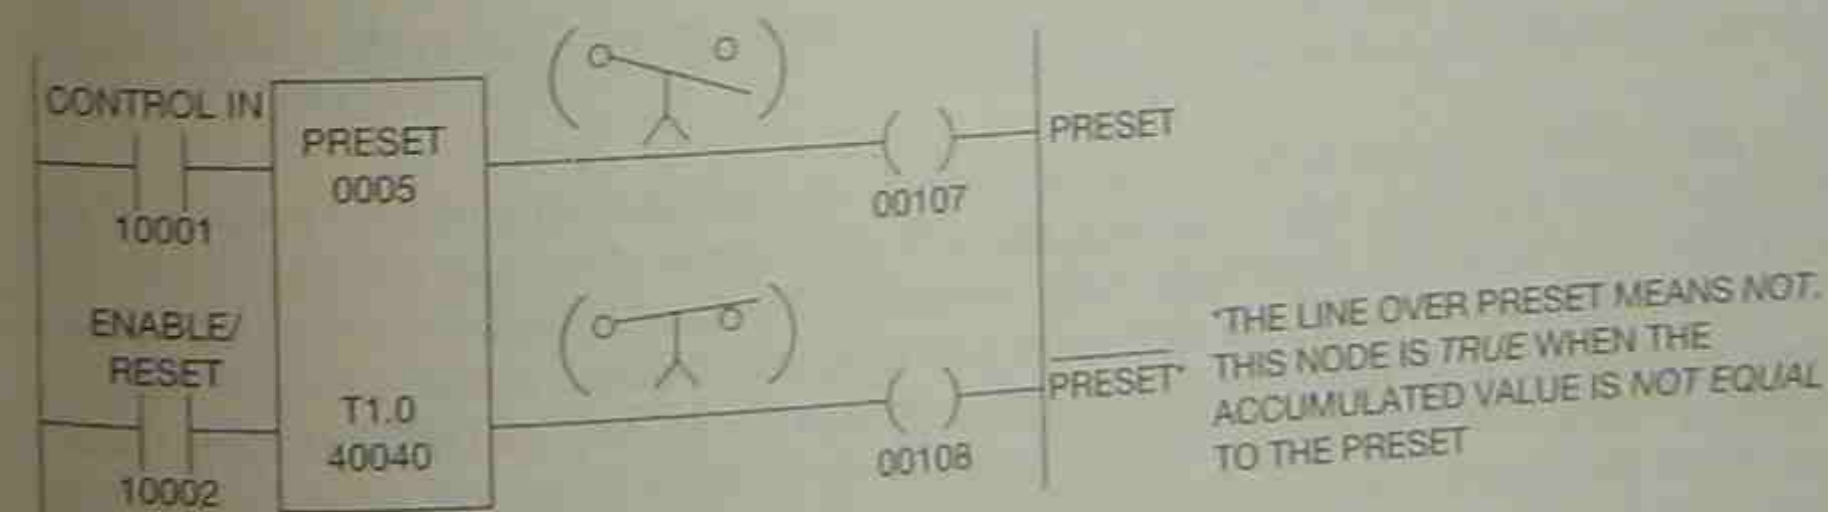 CONTROL IN
10001
PRESET
0005
00107
PRESET
ENABLE/
RESET
10002
T1.0
40040
00108
PRESET*
*THE LINE OVER PRESET MEANS NOT.
THIS NODE IS TRUE WHEN THE
ACCUMULATED VALUE IS NOT EQUAL
TO THE PRESET